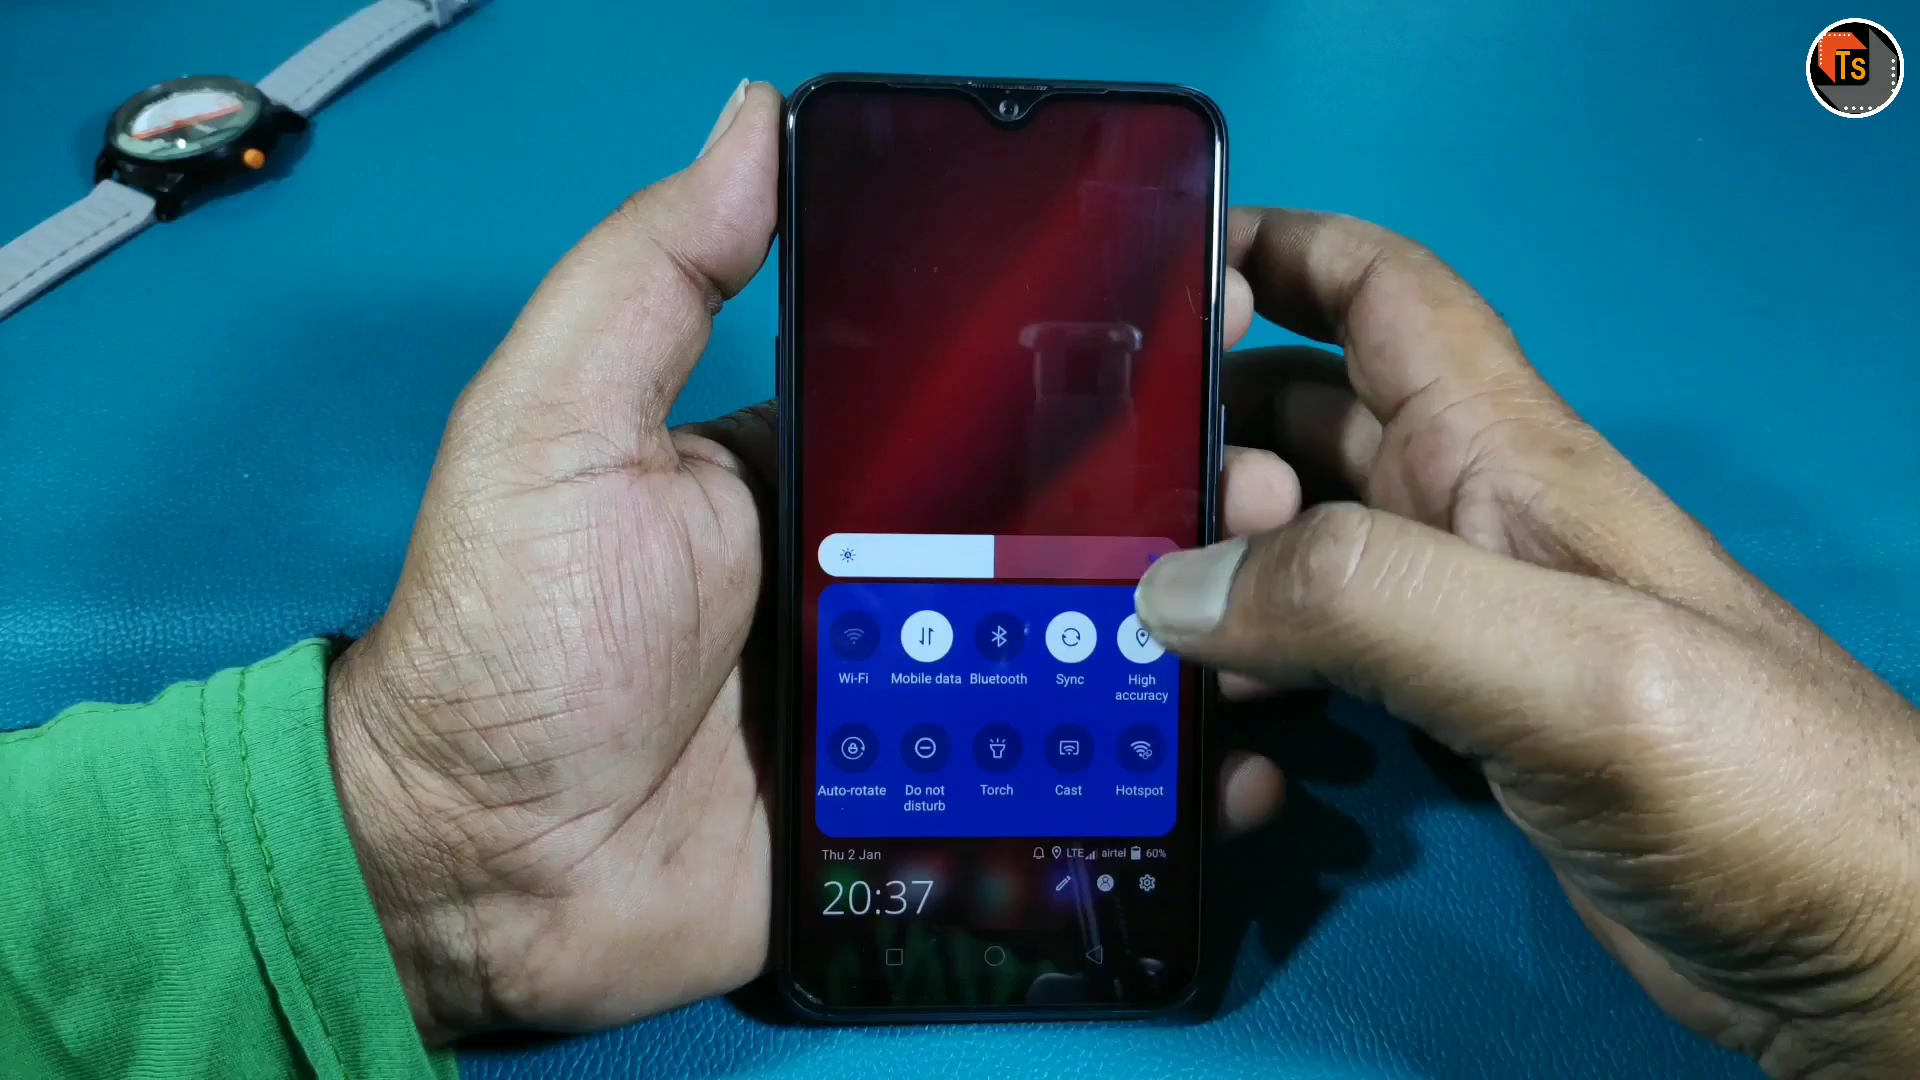 Ts
Wi-Fi Mobile data Bluetooth Sync High accuracy
Auto-rotate Do not disturb Torch Cast Hotspot
Thu 2 Jan LTE airtel 60%
20:37